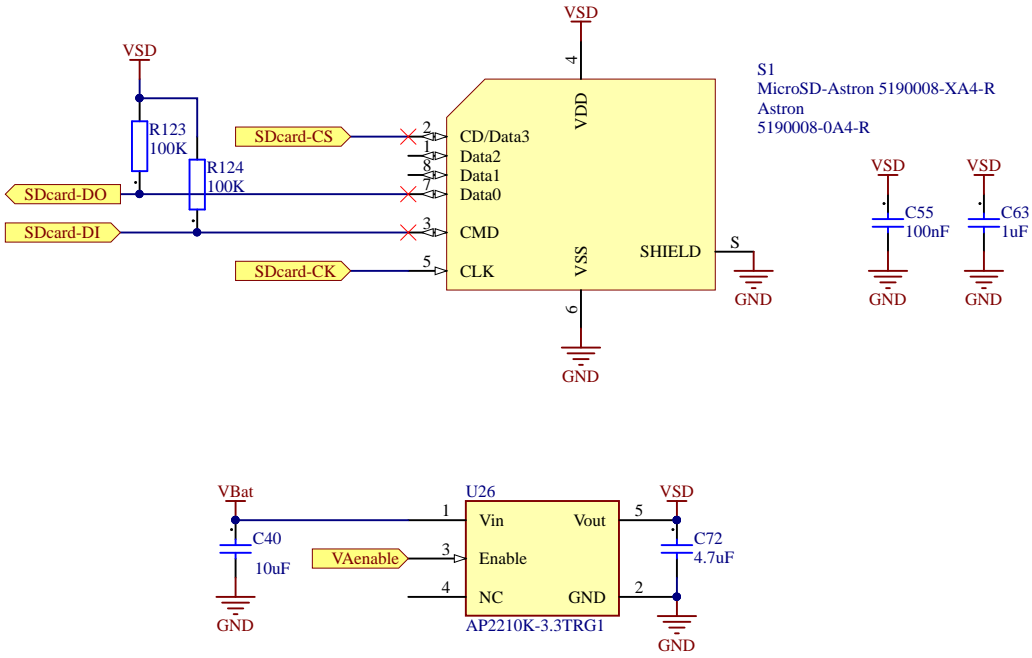 VSD
VSD
S1
MicroSD-Astron 5190008-XA4-R
Astron
5190008-0A4-R
4
VDD
R123
100K
R124
100K
SDcard-CS
2
CD/Data3
1
Data2
8
Data1
SDcard-DO
7
Data0
SDcard-DI
3
CMD
SDcard-CK
5
CLK
VSS
6
SHIELD
S
GND
GND
VSD
C55
100nF
GND
VSD
C63
1uF
GND
VBat
C40
10uF
GND
U26
1
Vin
Vout
5
VAenable
3
Enable
4
NC
GND
2
AP2210K-3.3TRG1
VSD
C72
4.7uF
GND